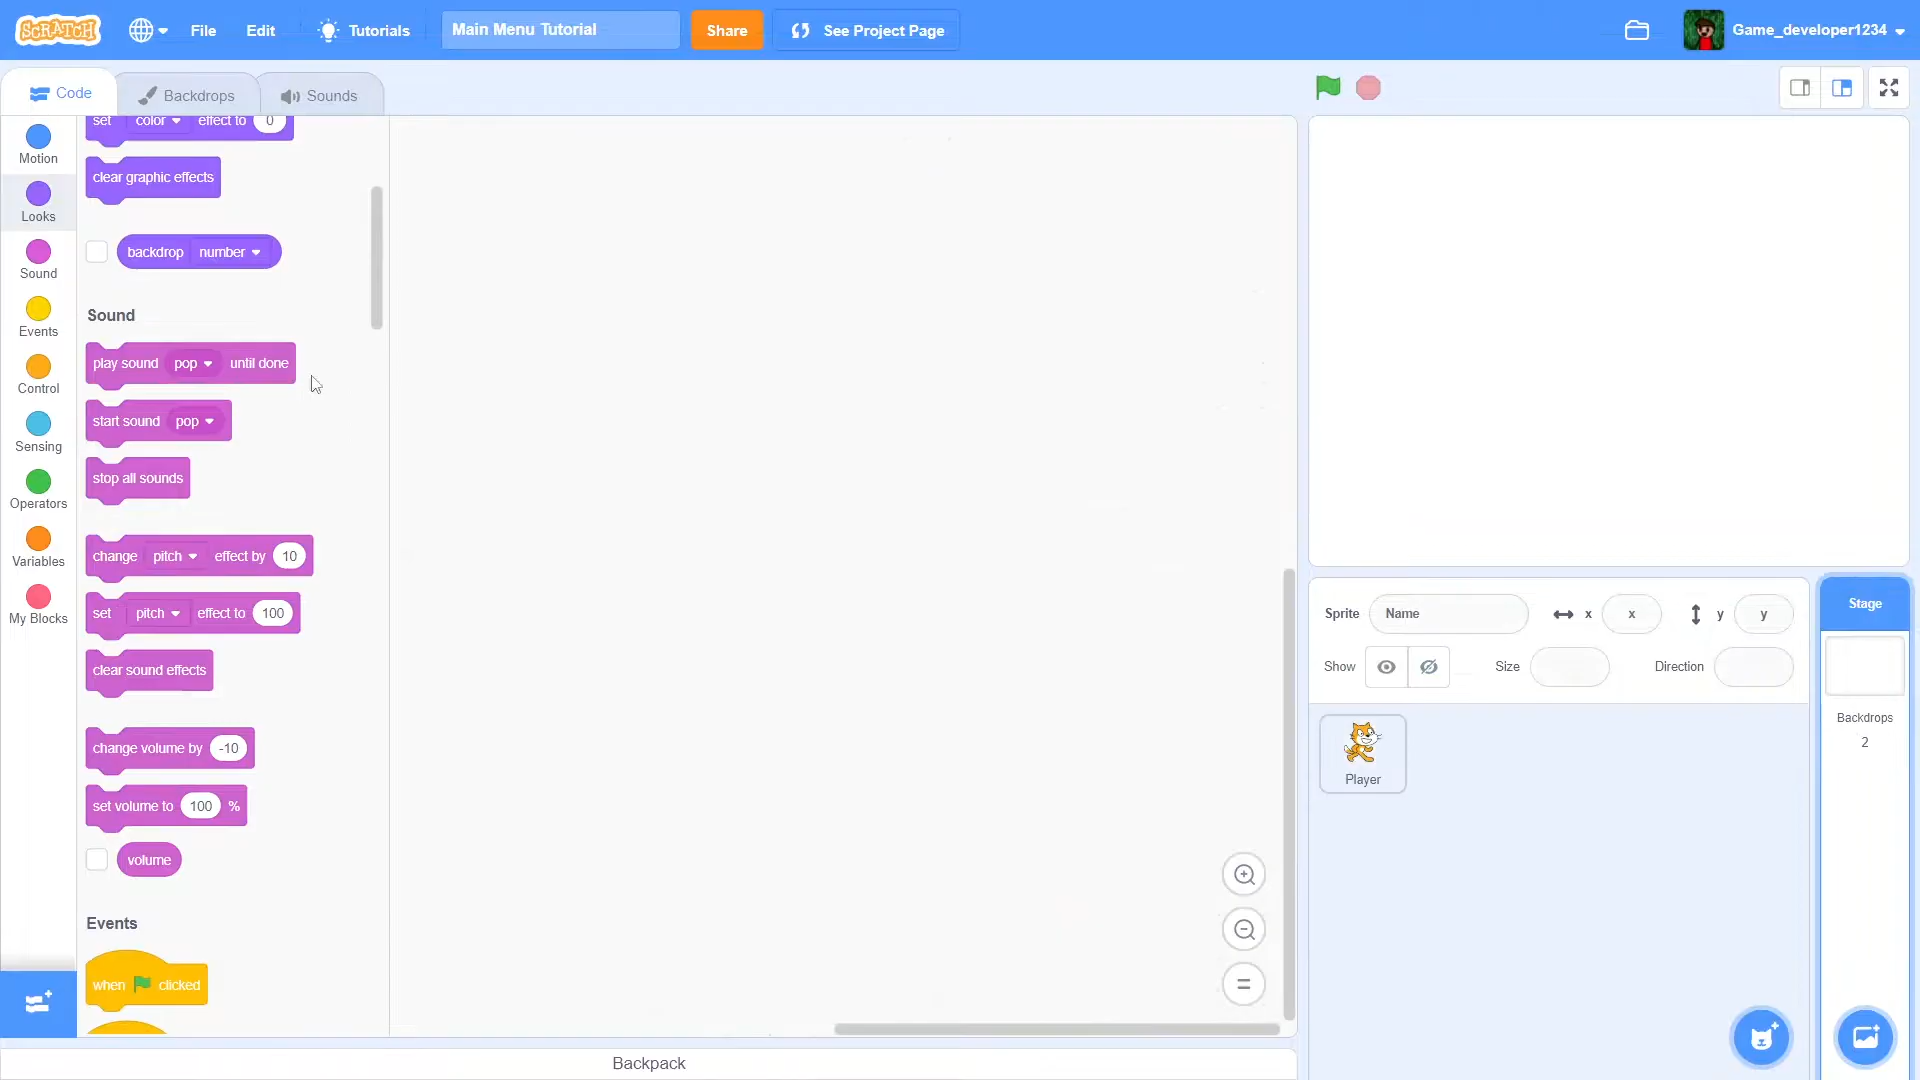 SCRATCH
File
Edit
Tutorials
Main Menu Tutorial
Share
See Project Page
Game_developer1234
Code
Backdrops
Sounds
Motion
Looks
Sound
Events
Control
Sensing
Operators
Variables
My Blocks
set color effect to 0
clear graphic effects
backdrop number
Sound
play sound pop until done
start sound pop
stop all sounds
change pitch effect by 10
set pitch effect to 100
clear sound effects
change volume by -10
set volume to 100 %
volume
Events
when clicked
Backpack
Sprite Name x x y y
Show Size Direction
Player
Stage
Backdrops
2